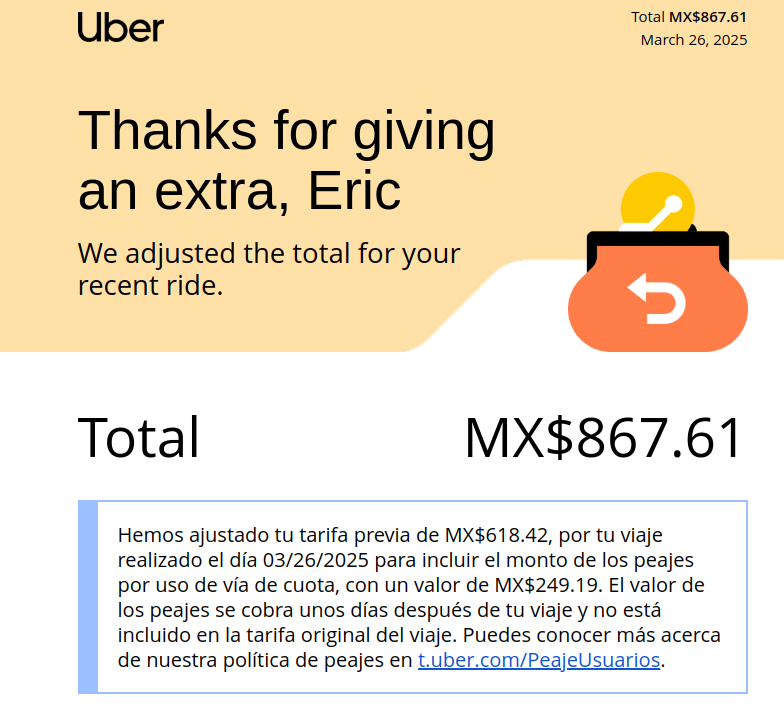 Uber
Total MX$867.61
March 26, 2025
Thanks for giving
an extra, Eric
We adjusted the total for your
recent ride.
Total MX$867.61
Hemos ajustado tu tarifa previa de MX$618.42, por tu viaje
realizado el día 03/26/2025 para incluir el monto de los peajes
por uso de vía de cuota, con un valor de MX$249.19. El valor de
los peajes se cobra unos días después de tu viaje y no está
incluido en la tarifa original del viaje. Puedes conocer más acerca
de nuestra política de peajes en t.uber.com/PeajeUsuarios.